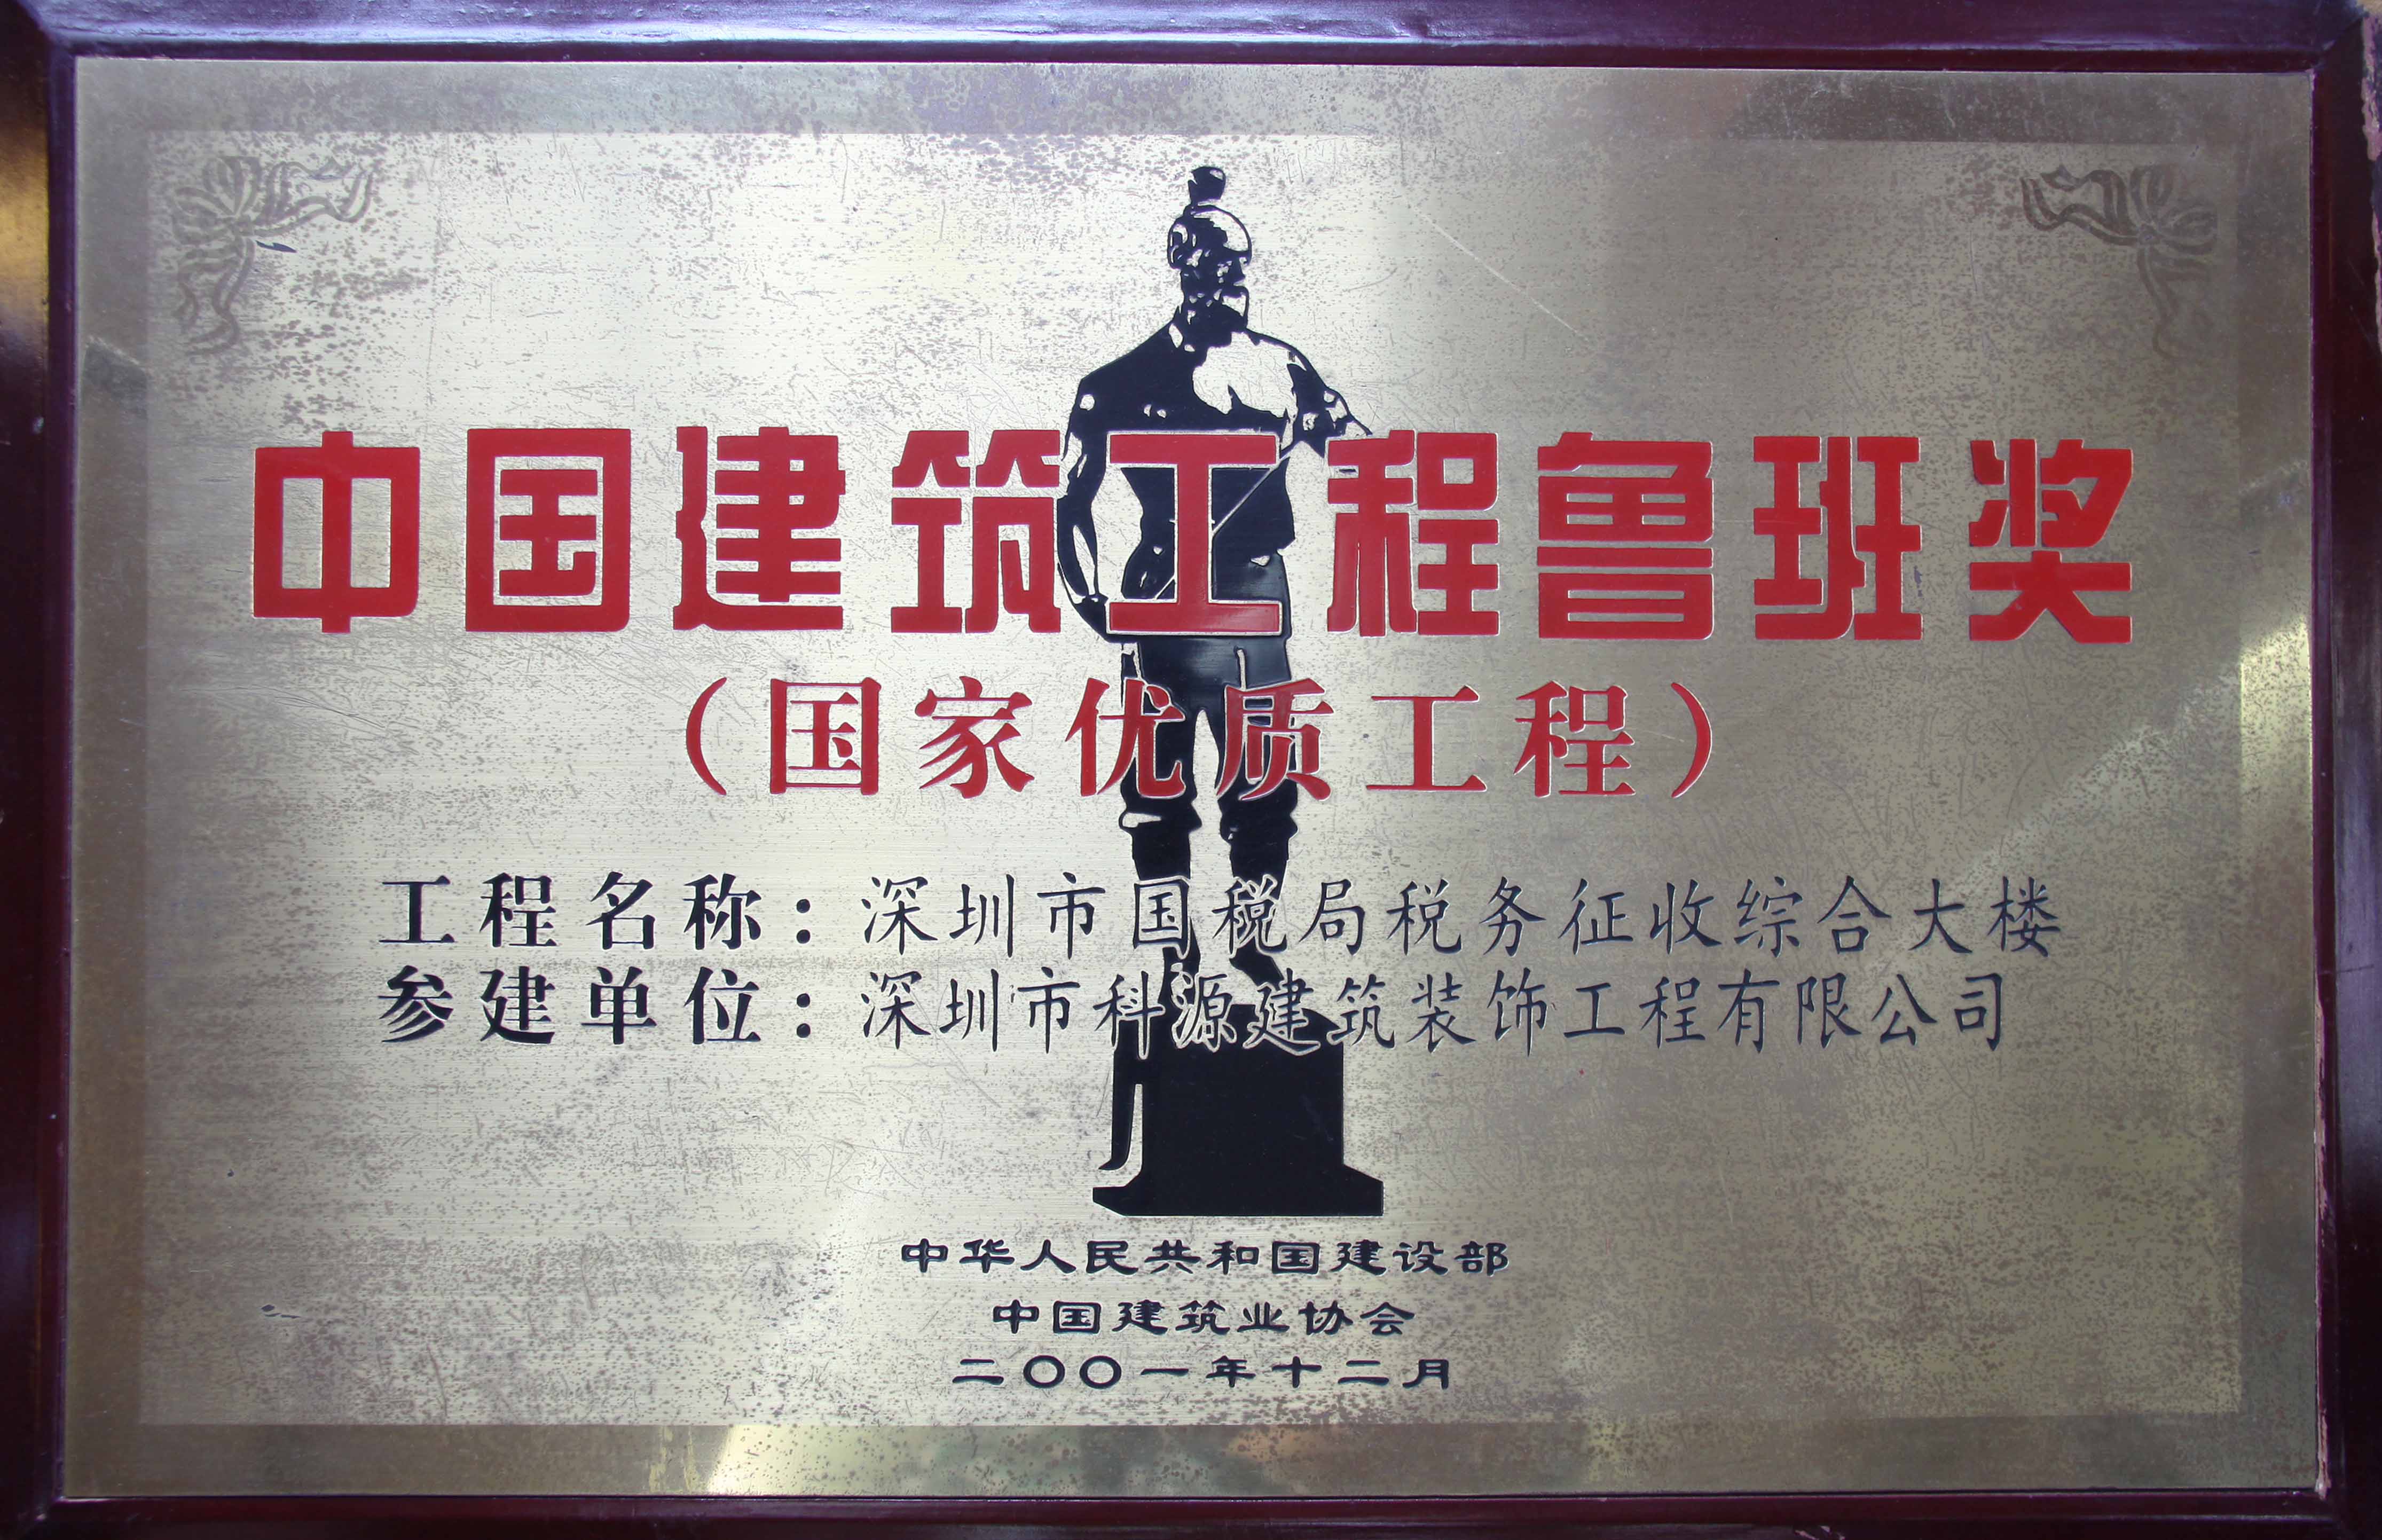 中国建筑工程鲁班奖
（国家优质工程）
工程名称：深圳市国税局税务征收综合大楼
参建单位：深圳市科源建筑装饰工程有限公司
中华人民共和国建设部
中国建筑业协会
二〇〇一年十二月